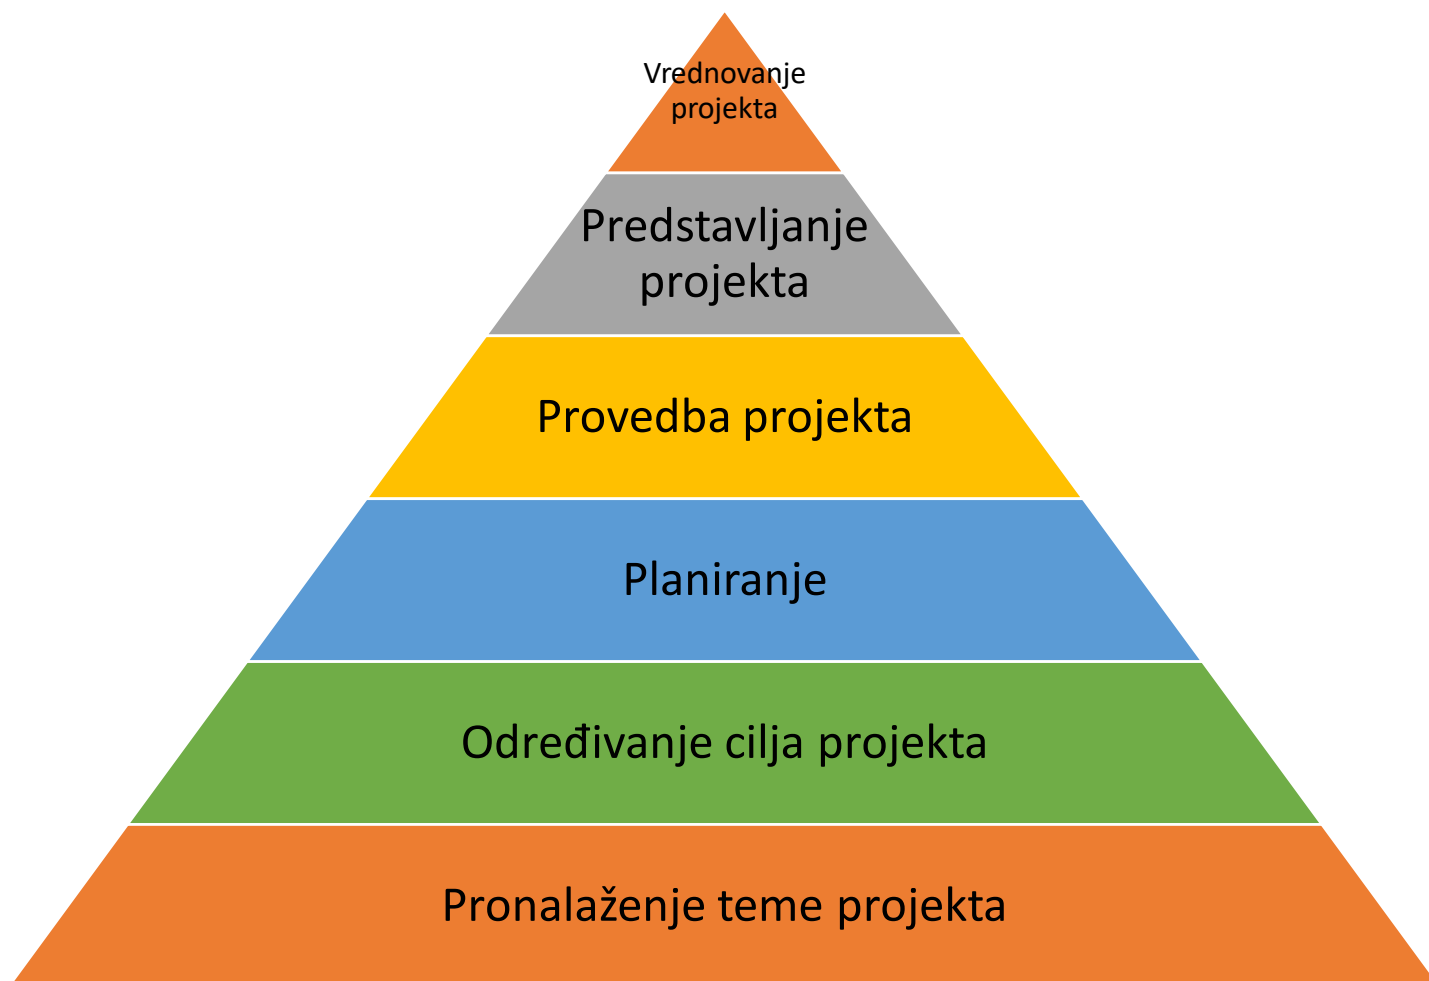 Vrednovanje
projekta
Predstavljanje
projekta
Provedba projekta
Planiranje
Određivanje cilja projekta
Pronalaženje teme projekta